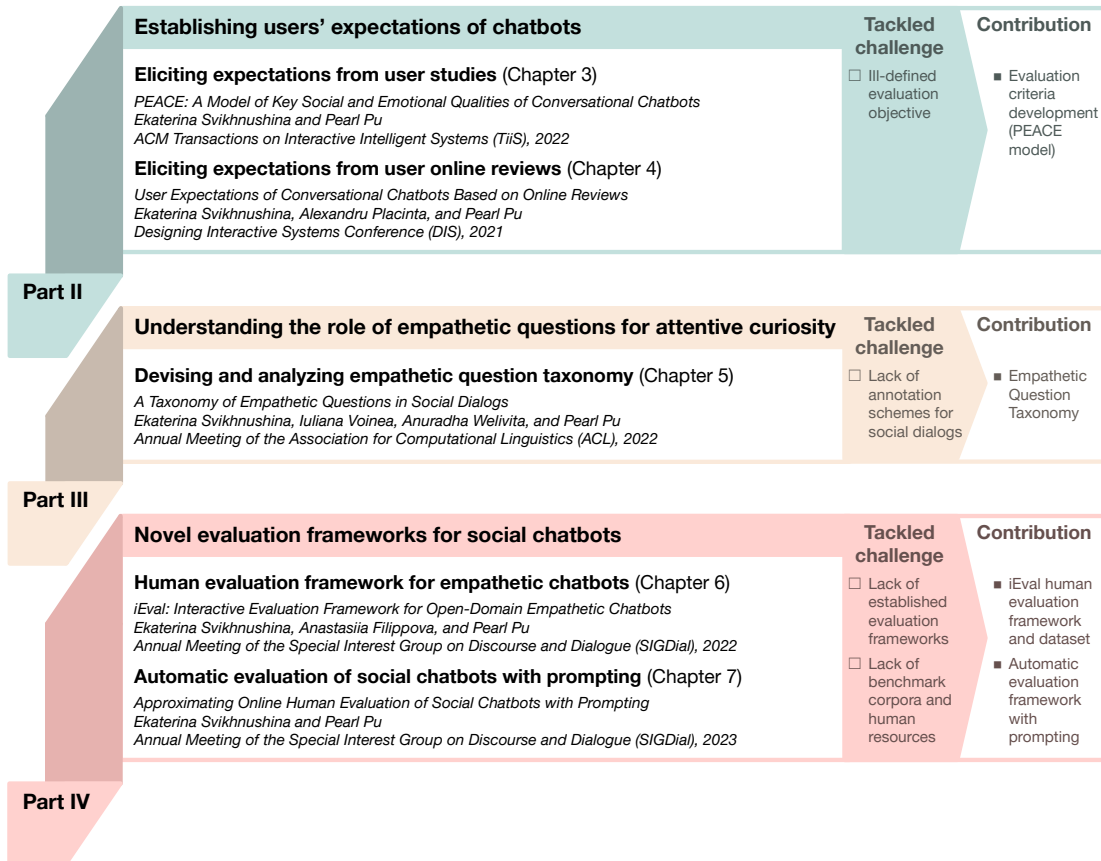 Establishing users' expectations of chatbots
Tackled
challenge
Contribution
Eliciting expectations from user studies (Chapter 3)
PEACE: A Model of Key Social and Emotional Qualities of Conversational Chatbots
Ekaterina Svikhnushina and Pearl Pu
ACM Transactions on Interactive Intelligent Systems (TiiS), 2022
Eliciting expectations from user online reviews (Chapter 4)
User Expectations of Conversational Chatbots Based on Online Reviews
Ekaterina Svikhnushina, Alexandru Placinta, and Pearl Pu
Designing Interactive Systems Conference (DIS), 2021
☐ Ill-defined
evaluation
objective
■ Evaluation
criteria
development
(PEACE
model)
Part II
Understanding the role of empathetic questions for attentive curiosity
Tackled
challenge
Contribution
Devising and analyzing empathetic question taxonomy (Chapter 5)
A Taxonomy of Empathetic Questions in Social Dialogs
Ekaterina Svikhnushina, Iuliana Voinea, Anuradha Welivita, and Pearl Pu
Annual Meeting of the Association for Computational Linguistics (ACL), 2022
☐ Lack of
annotation
schemes for
social dialogs
■ Empathetic
Question
Taxonomy
Part III
Novel evaluation frameworks for social chatbots
Tackled
challenge
Contribution
Human evaluation framework for empathetic chatbots (Chapter 6)
iEval: Interactive Evaluation Framework for Open-Domain Empathetic Chatbots
Ekaterina Svikhnushina, Anastasiia Filippova, and Pearl Pu
Annual Meeting of the Special Interest Group on Discourse and Dialogue (SIGDial), 2022
Automatic evaluation of social chatbots with prompting (Chapter 7)
Approximating Online Human Evaluation of Social Chatbots with Prompting
Ekaterina Svikhnushina and Pearl Pu
Annual Meeting of the Special Interest Group on Discourse and Dialogue (SIGDial), 2023
☐ Lack of
established
evaluation
frameworks
☐ Lack of
benchmark
corpora and
human
resources
■ iEval human
evaluation
framework
and dataset
■ Automatic
evaluation
framework
with
prompting
Part IV